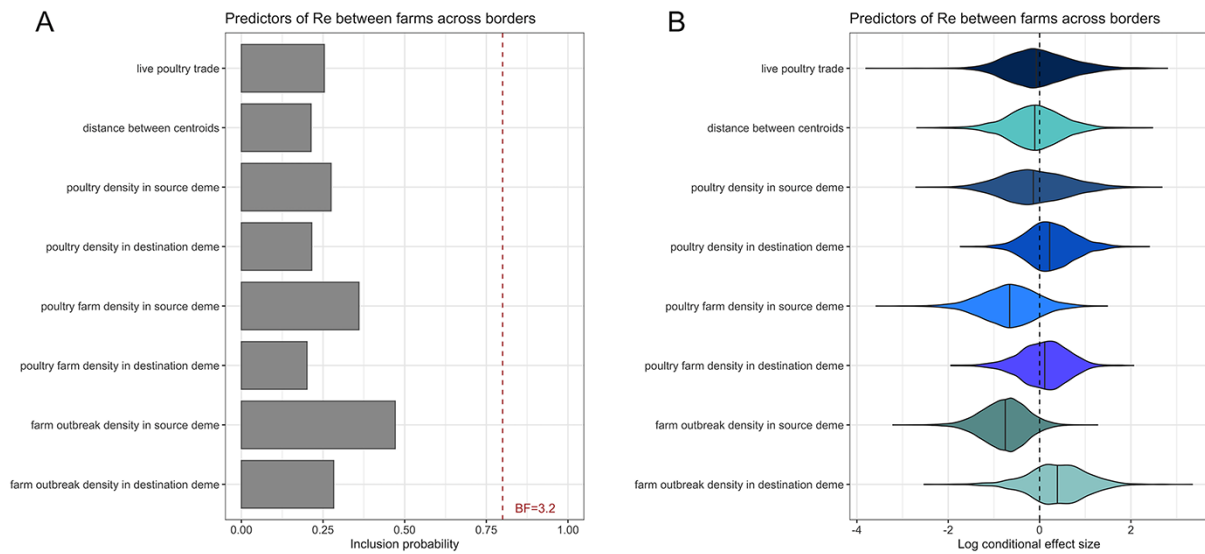 A
Predictors of Re between farms across borders
live poultry trade
distance between centroids
poultry density in source deme
poultry density in destination deme
poultry farm density in source deme
poultry farm density in destination deme
farm outbreak density in source deme
farm outbreak density in destination deme
BF=3.2
0.00 0.25 0.50 0.75 1.00
Inclusion probability
B
Predictors of Re between farms across borders
live poultry trade
distance between centroids
poultry density in source deme
poultry density in destination deme
poultry farm density in source deme
poultry farm density in destination deme
farm outbreak density in source deme
farm outbreak density in destination deme
-4 -2 0 2
Log conditional effect size